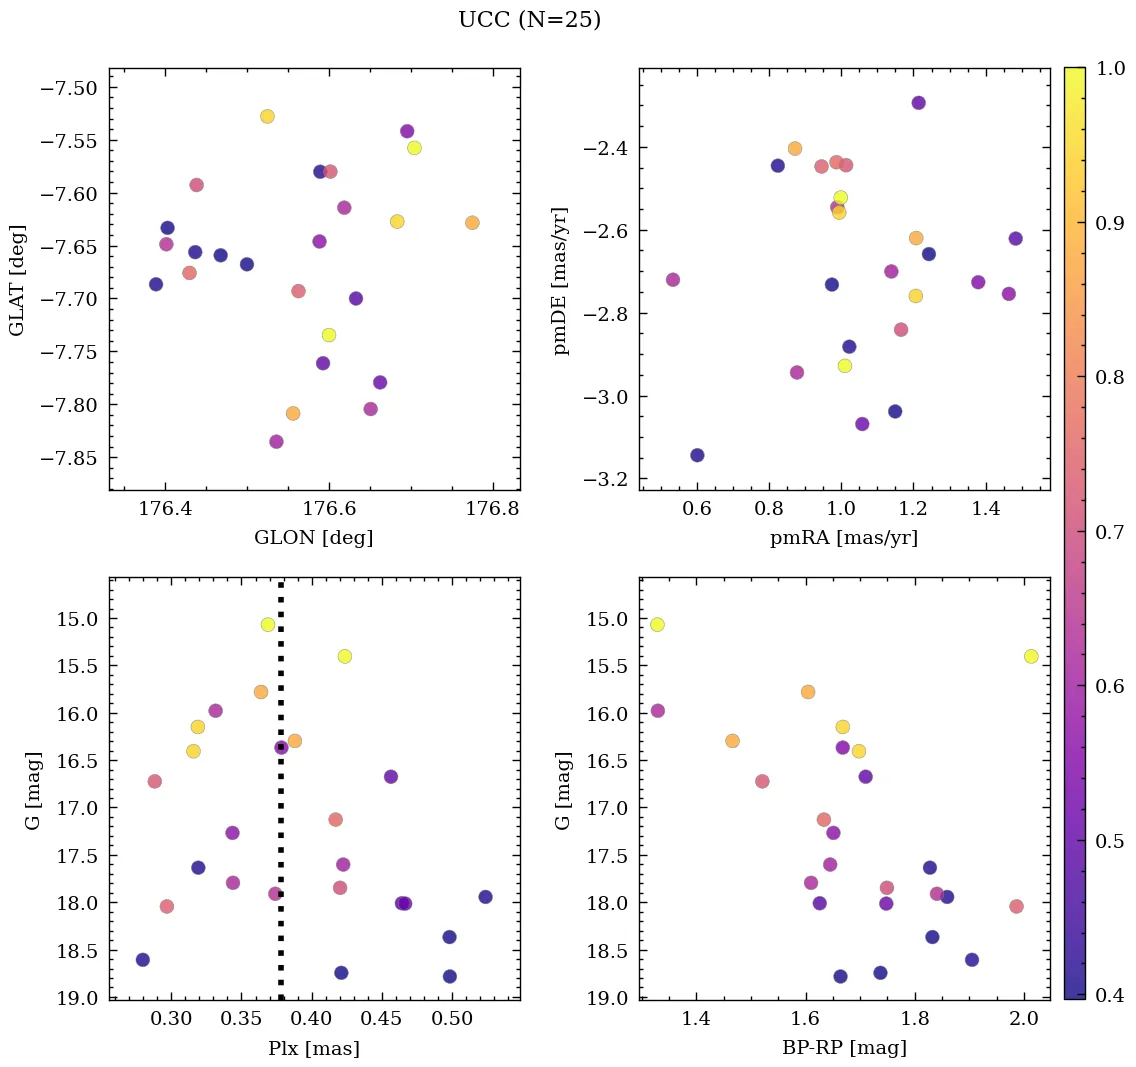 UCC (N=25)
−7.50
−7.55
−7.60
−7.65
−7.70
−7.75
−7.80
−7.85
GLAT [deg]
176.4 176.6 176.8
GLON [deg]
−2.4
−2.6
−2.8
−3.0
−3.2
pmDE [mas/yr]
0.6 0.8 1.0 1.2 1.4
pmRA [mas/yr]
15.0
15.5
16.0
16.5
17.0
17.5
18.0
18.5
19.0
G [mag]
0.30 0.35 0.40 0.45 0.50
Plx [mas]
15.0
15.5
16.0
16.5
17.0
17.5
18.0
18.5
19.0
G [mag]
1.4 1.6 1.8 2.0
BP-RP [mag]
1.0
0.9
0.8
0.7
0.6
0.5
0.4